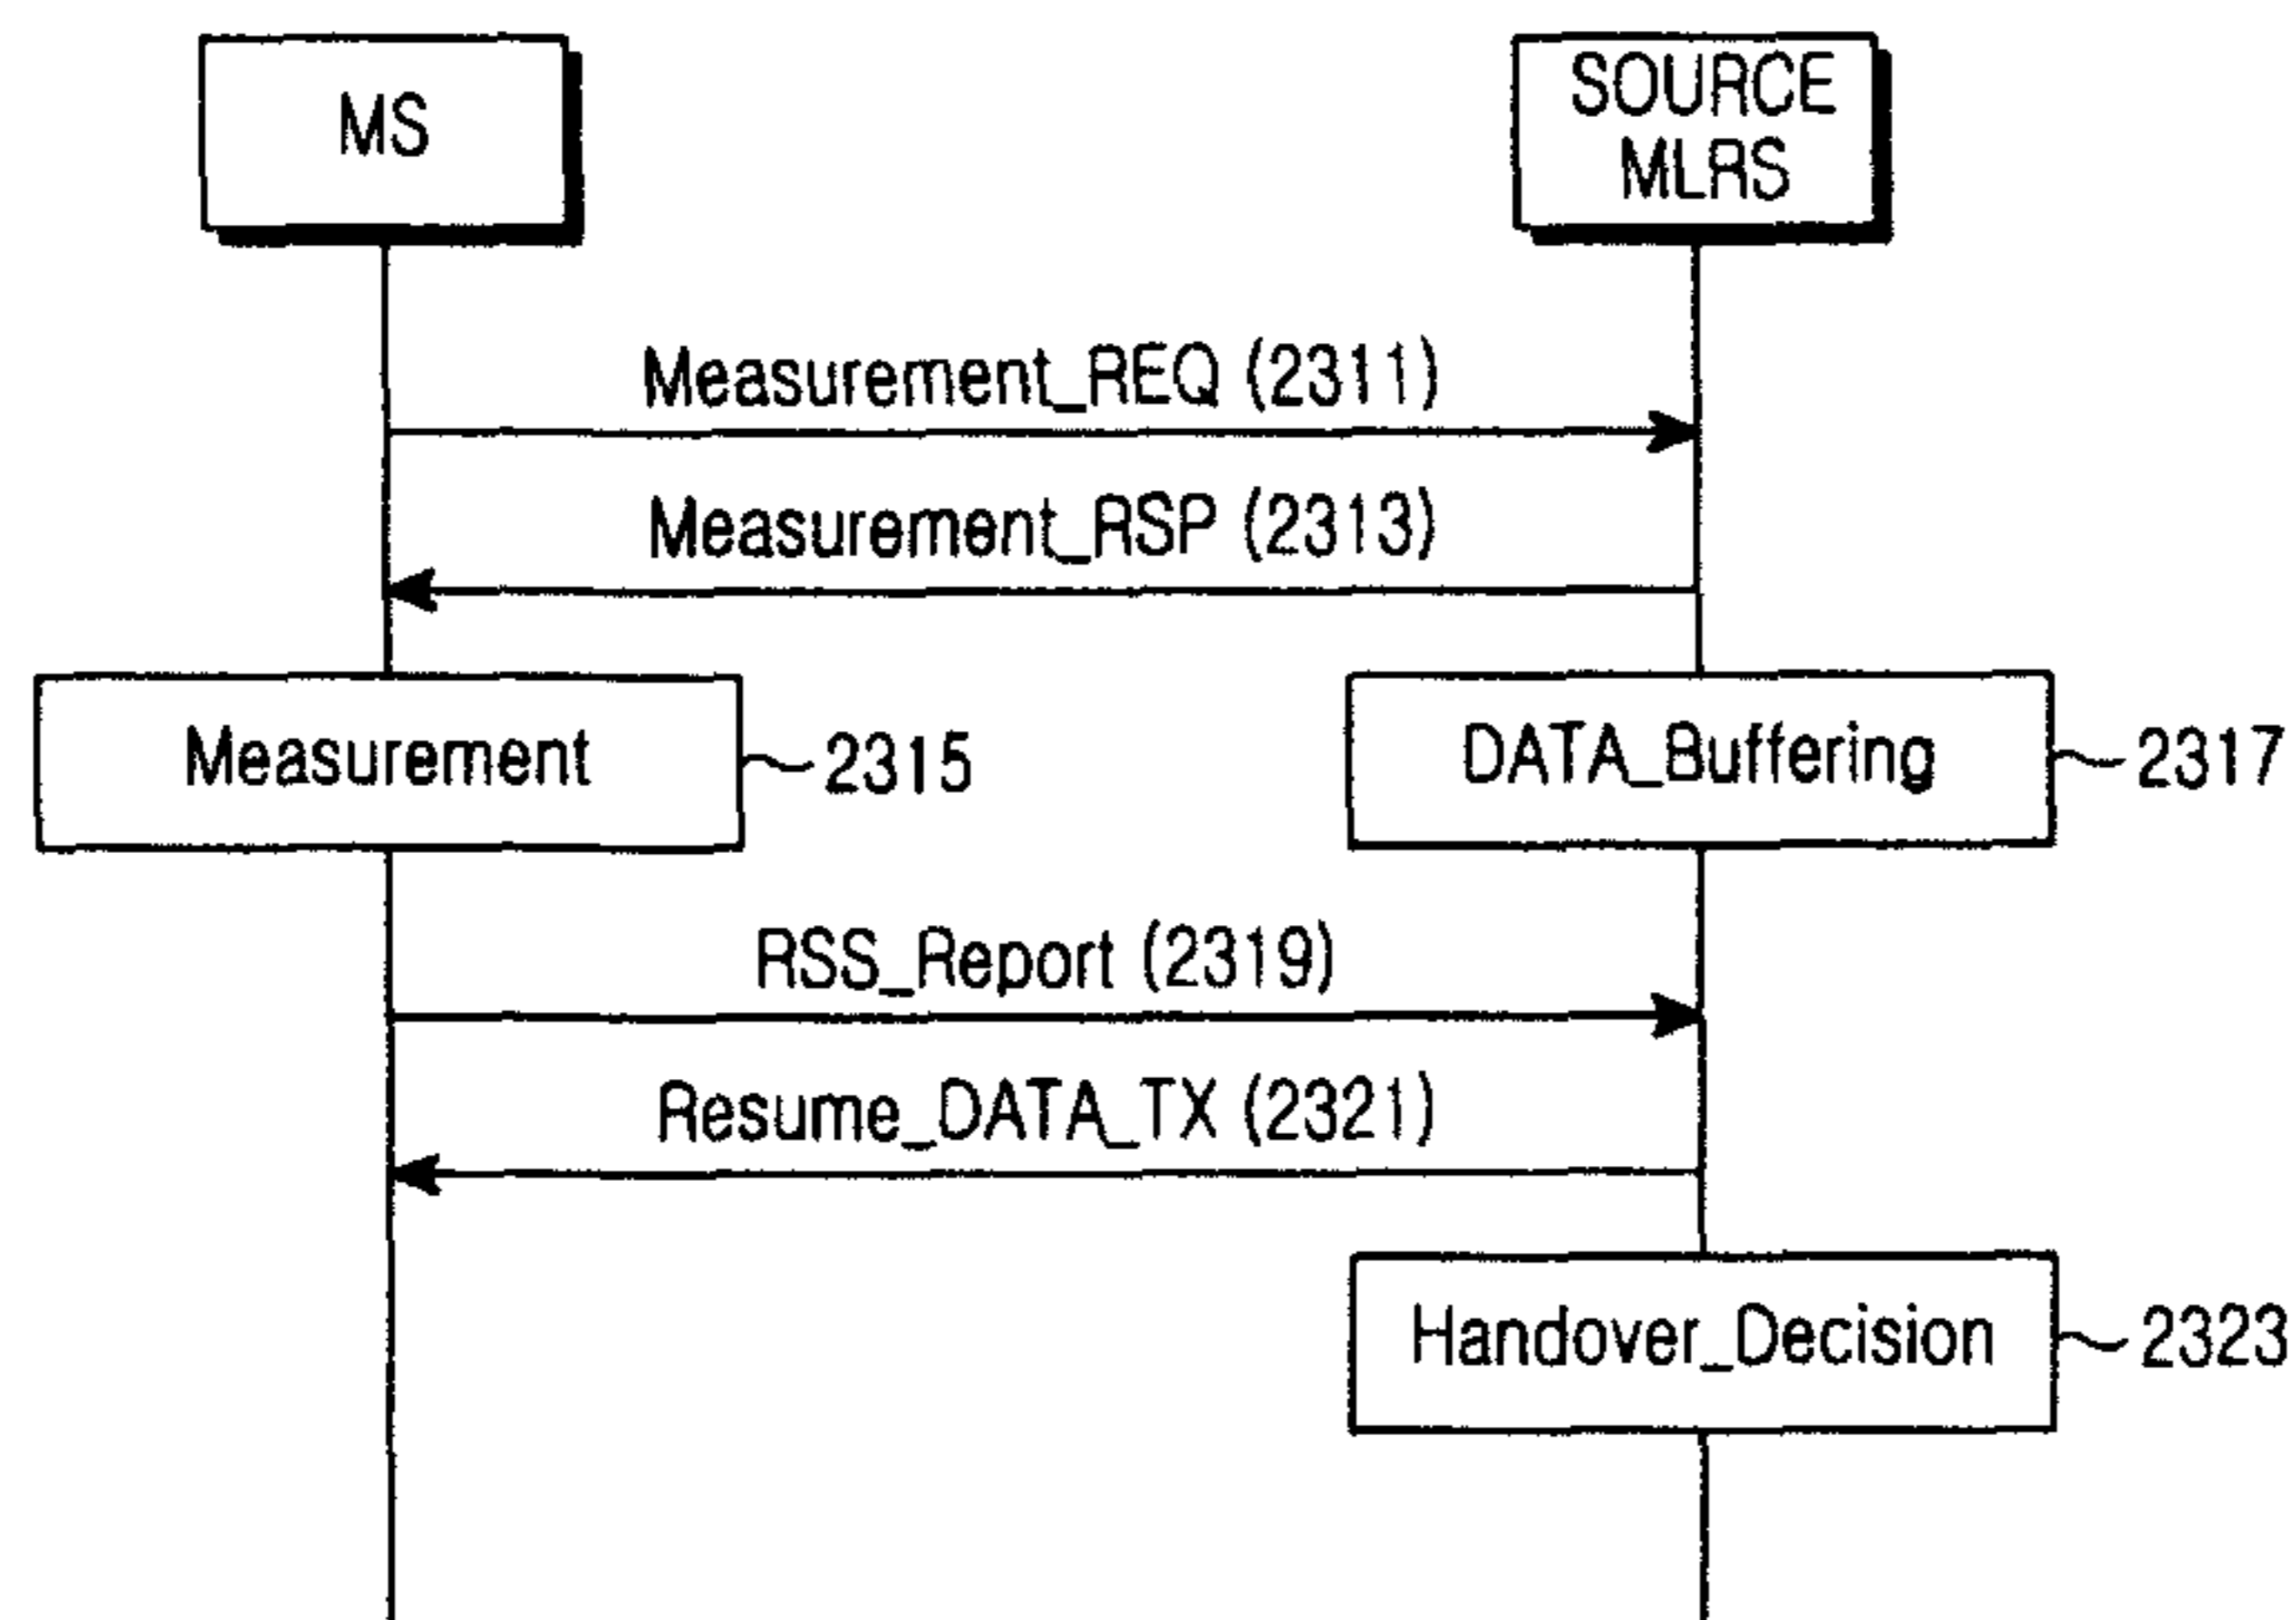 MS
SOURCE
MLRS
Measurement_REQ (2311)
Measurement_RSP (2313)
Measurement
2315
DATA_Buffering
2317
RSS_Report (2319)
Resume_DATA_TX (2321)
Handover_Decision
2323